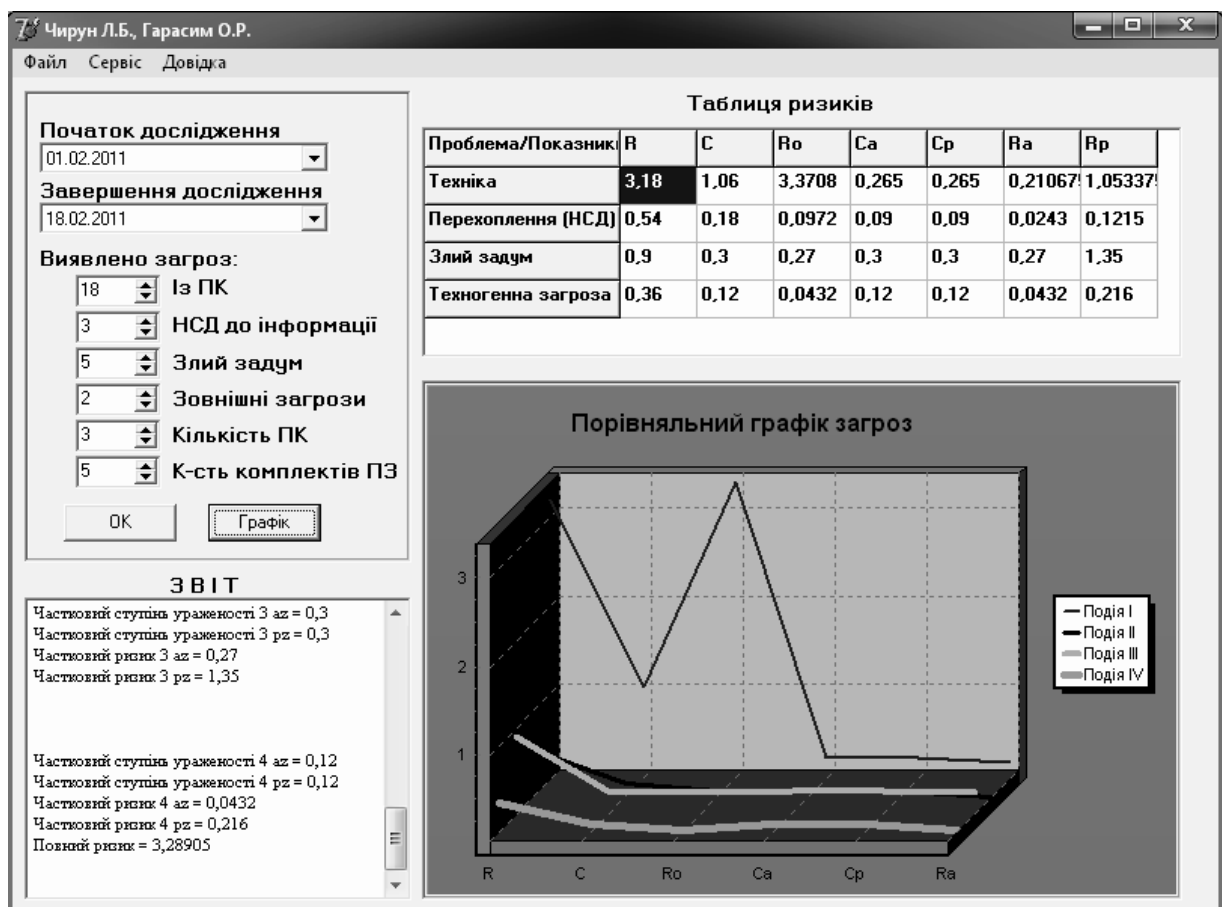 Чирун Л.Б., Гарасим О.Р.
Файл Сервіс Довідка
Початок дослідження
01.02.2011
Завершення дослідження
18.02.2011
Виявлено загроз:
18 Із ПК
3 НСД до інформації
5 Злий задум
2 Зовнішні загрози
3 Кількість ПК
5 К-сть комплектів ПЗ
OK Графік
Таблиця ризиків
Проблема/Показники R C Ro Ca Cp Ra Rp
Техніка 3,18 1,06 3,3708 0,265 0,265 0,21067 1,05337
Перехоплення (НСД) 0,54 0,18 0,0972 0,09 0,09 0,0243 0,1215
Злий задум 0,9 0,3 0,27 0,3 0,3 0,27 1,35
Техногенна загроза 0,36 0,12 0,0432 0,12 0,12 0,0432 0,216
З В І Т
Частковий ступінь ураженості 3 az = 0,3
Частковий ступінь ураженості 3 pz = 0,3
Частковий ризик 3 az = 0,27
Частковий ризик 3 pz = 1,35
Частковий ступінь ураженості 4 az = 0,12
Частковий ступінь ураженості 4 pz = 0,12
Частковий ризик 4 az = 0,0432
Частковий ризик 4 pz = 0,216
Повний ризик = 3,28905
Порівняльний графік загроз
3
2
1
R C Ro Ca Cp Ra
Подія I
Подія II
Подія III
Подія IV